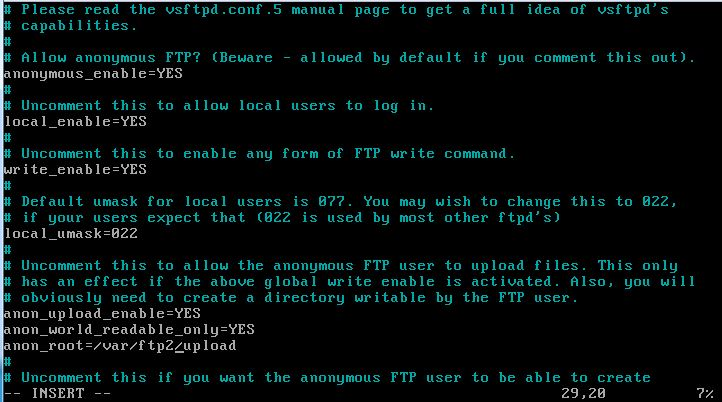 # Please read the vsftpd.conf.5 manual page to get a full idea of vsftpd's
# capabilities.
#
# Allow anonymous FTP? (Beware - allowed by default if you comment this out).
anonymous_enable=YES
#
# Uncomment this to allow local users to log in.
local_enable=YES
#
# Uncomment this to enable any form of FTP write command.
write_enable=YES
#
# Default umask for local users is 077. You may wish to change this to 022,
# if your users expect that (022 is used by most other ftpd's)
local_umask=022
#
# Uncomment this to allow the anonymous FTP user to upload files. This only
# has an effect if the above global write enable is activated. Also, you will
# obviously need to create a directory writable by the FTP user.
anon_upload_enable=YES
anon_world_readable_only=YES
anon_root=/var/ftp2/upload
#
# Uncomment this if you want the anonymous FTP user to be able to create
-- INSERT -- 29,20 7%